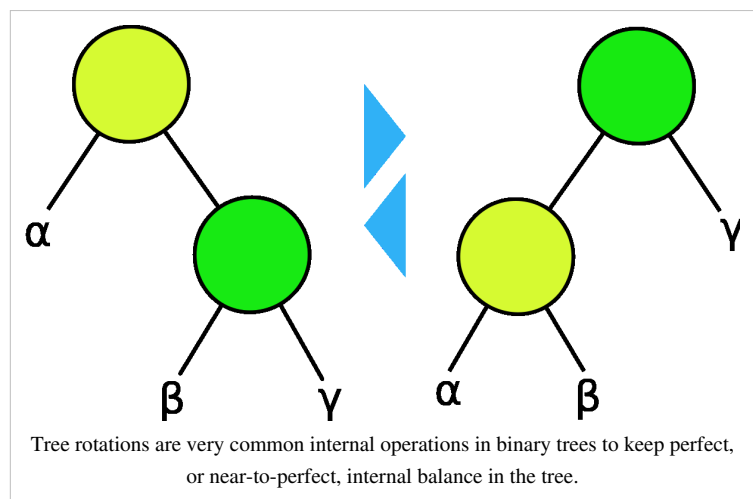 α
β
γ
α
β
γ
Tree rotations are very common internal operations in binary trees to keep perfect,
or near-to-perfect, internal balance in the tree.